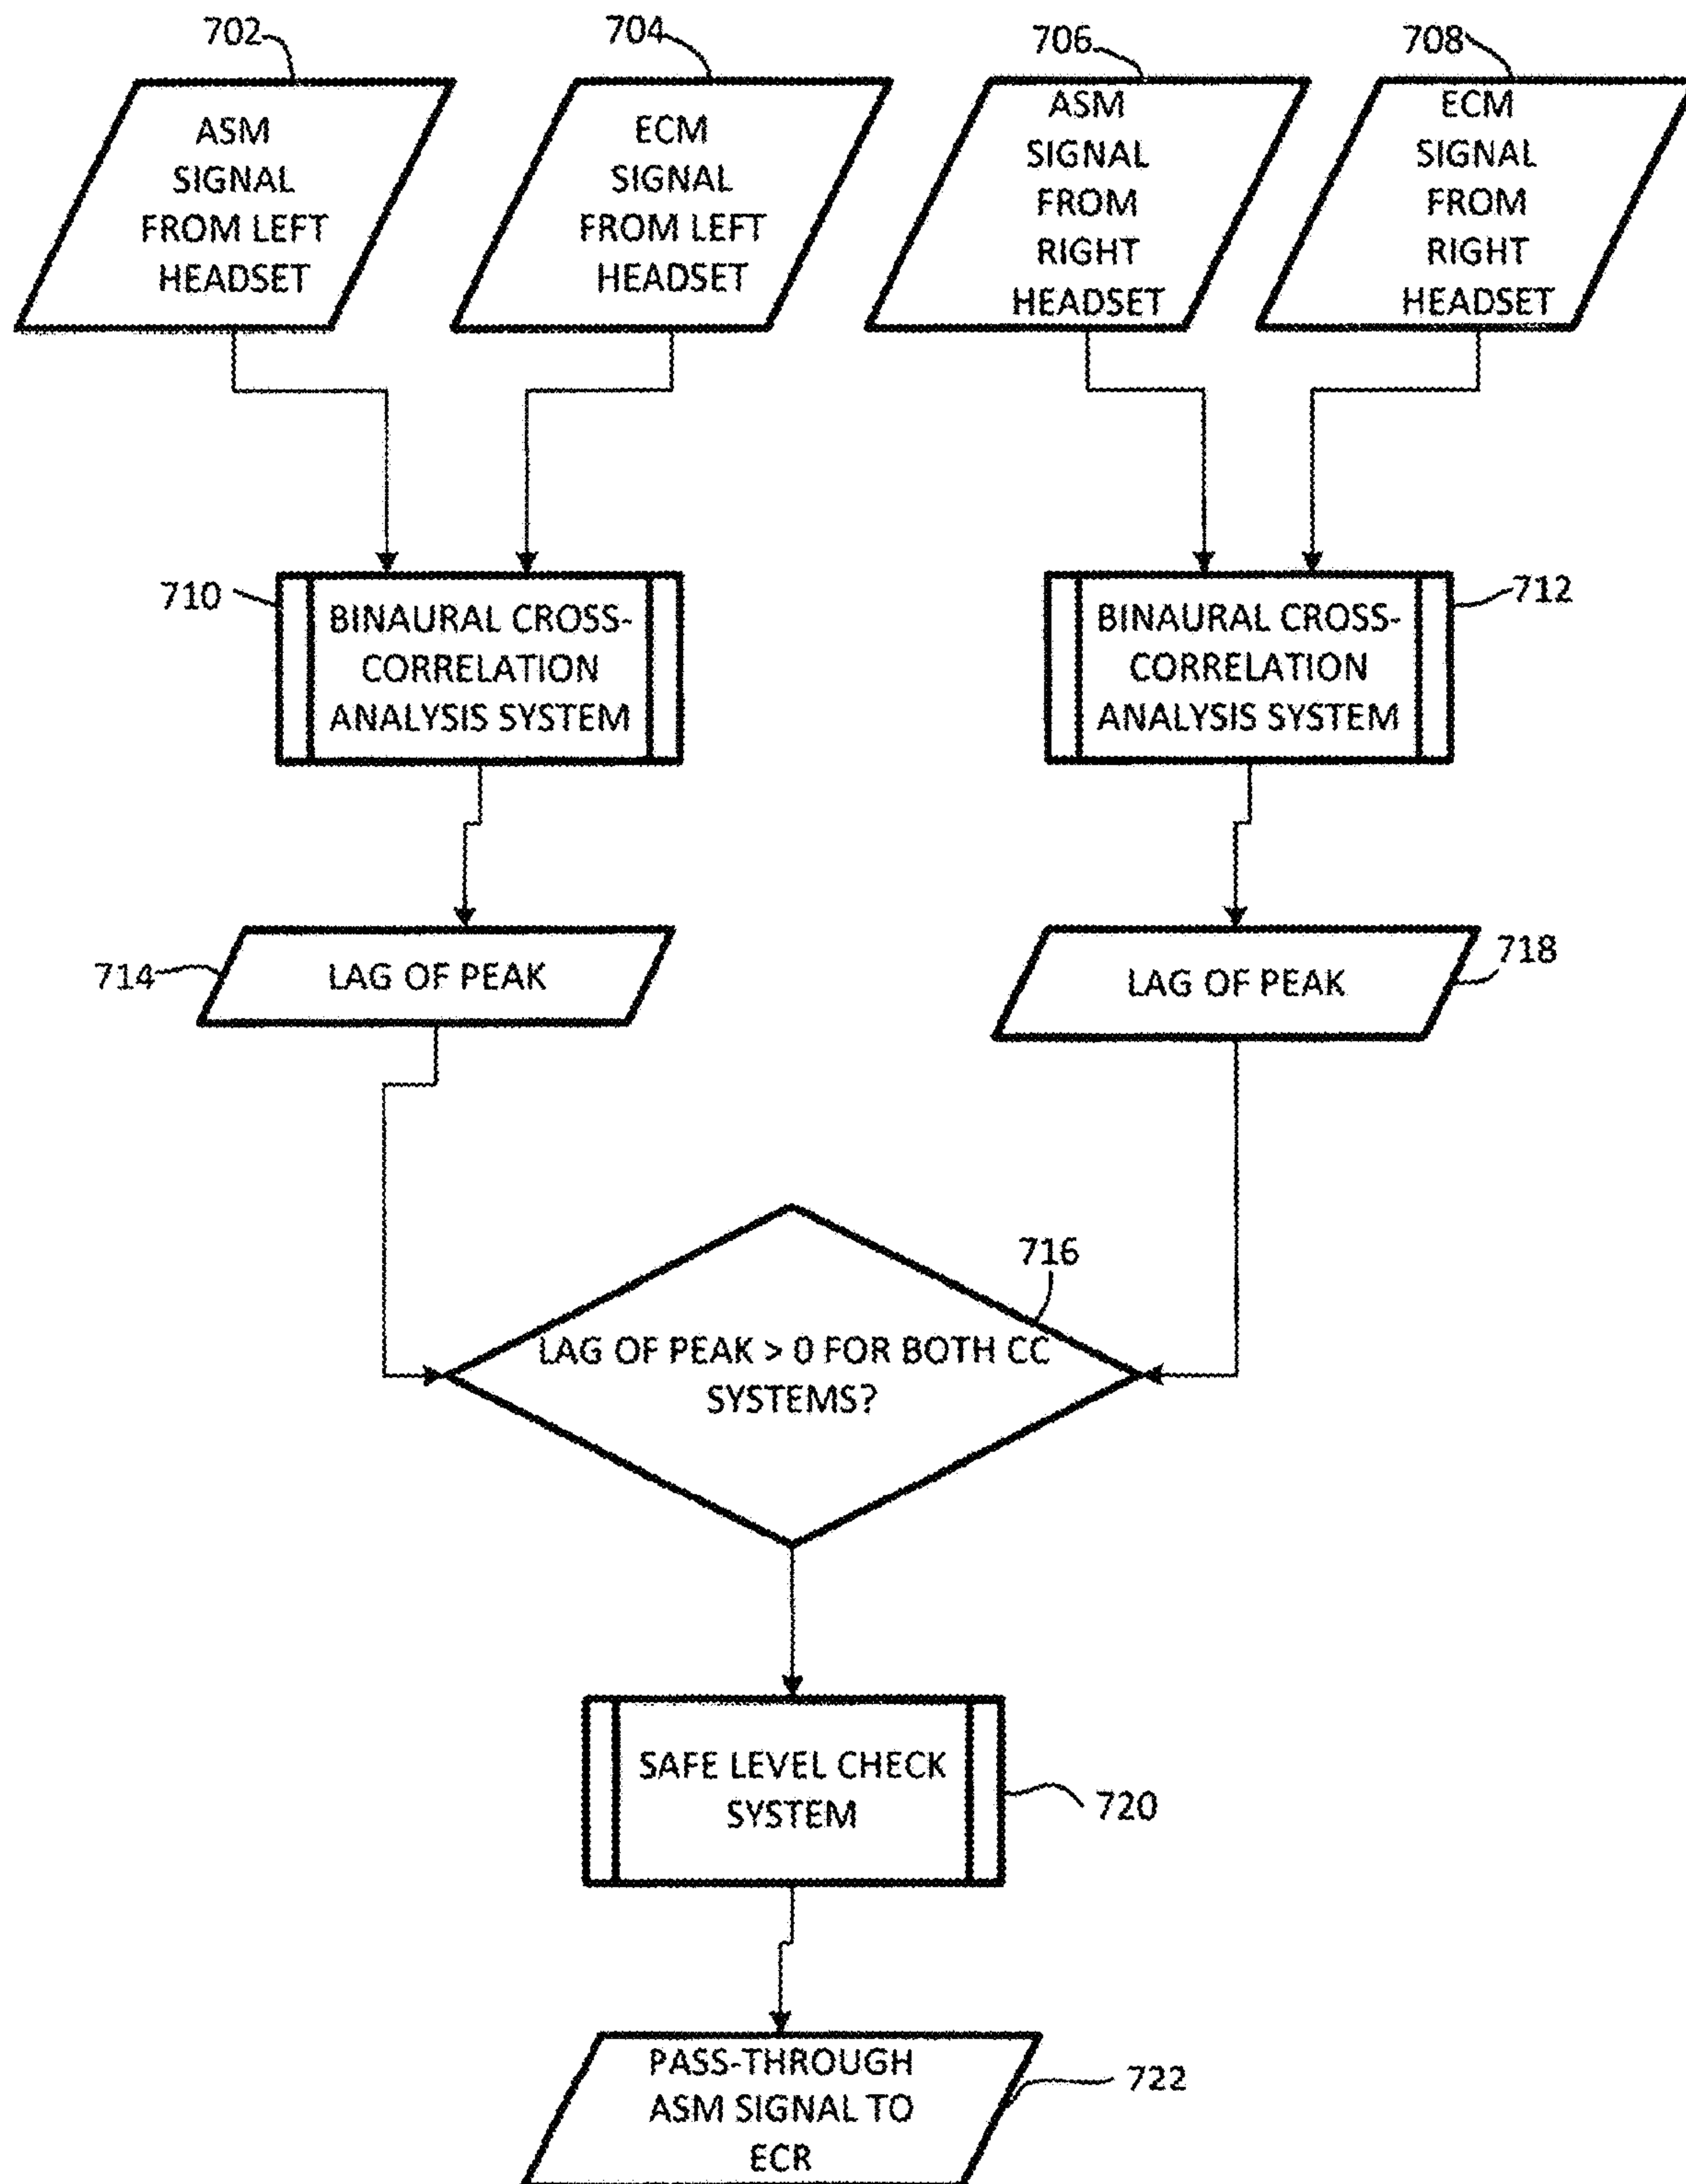 702
704
706
708
ASM
SIGNAL
FROM LEFT
HEADSET
ECM
SIGNAL
FROM LEFT
HEADSET
ASM
SIGNAL
FROM
RIGHT
HEADSET
ECM
SIGNAL
FROM
RIGHT
HEADSET
710
BINAURAL CROSS-
CORRELATION
ANALYSIS SYSTEM
BINAURAL CROSS-
CORRELATION
ANALYSIS SYSTEM
712
714
LAG OF PEAK
LAG OF PEAK
718
716
LAG OF PEAK > 0 FOR BOTH CC
SYSTEMS?
SAFE LEVEL CHECK
SYSTEM
720
PASS-THROUGH
ASM SIGNAL TO
ECR
722